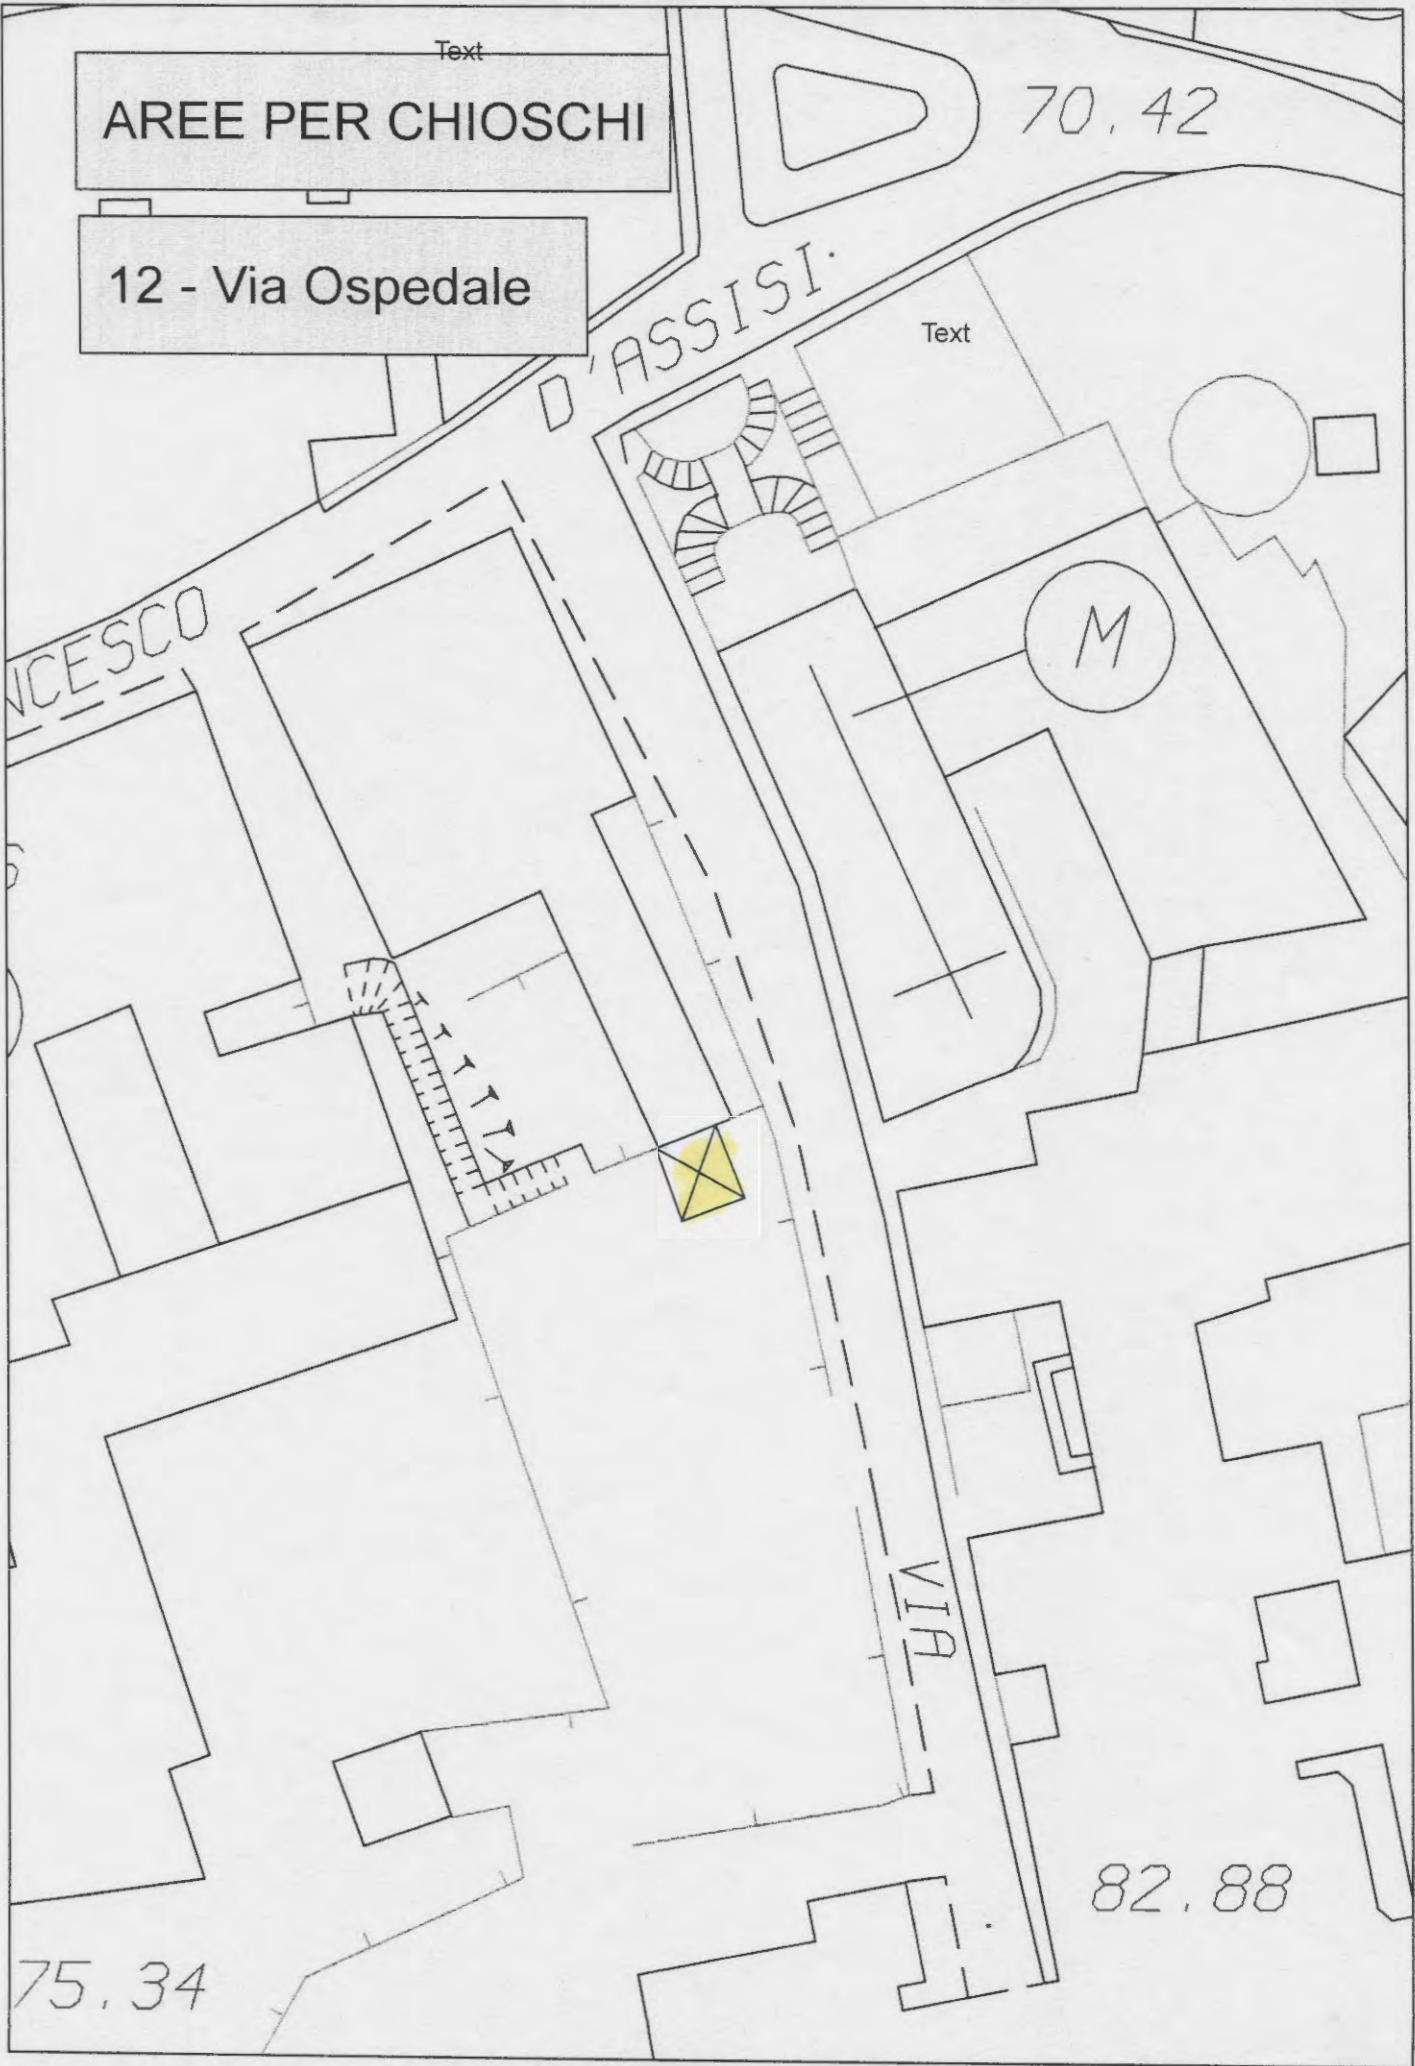 Text
AREE PER CHIOSCHI
70.42
12 - Via Ospedale
D'ASSISI.
Text
NCESCO
M
VIA
82.88
75.34